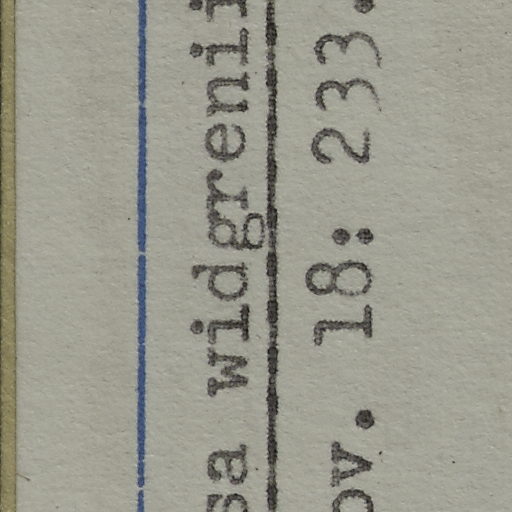 sa widgrenii
ov. 18: 233.